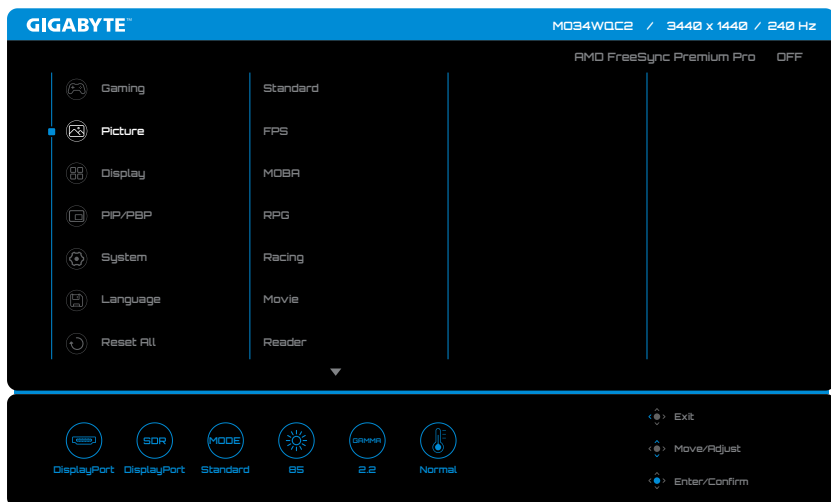 GIGABYTE™
MO34WQC2 / 3440 x 1440 / 240 Hz
AMD FreeSync Premium Pro OFF
Gaming Standard
Picture FPS
Display MOBA
PIP/PBP RPG
System Racing
Language Movie
Reset All Reader
Exit
SDR MODE GAMMA
Move/Adjust
DisplayPort DisplayPort Standard 85 2.2 Normal
Enter/Confirm